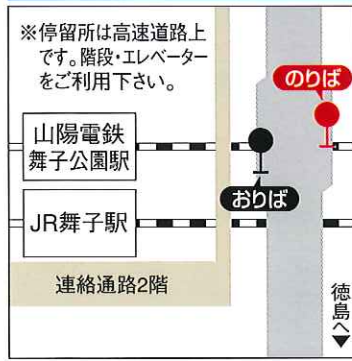 ※停留所は高速道路上
です。階段・エレベーター
をご利用下さい。
のりば
山陽電鉄
舞子公園駅
おりば
JR舞子駅
連絡通路2階
徳島へ▼